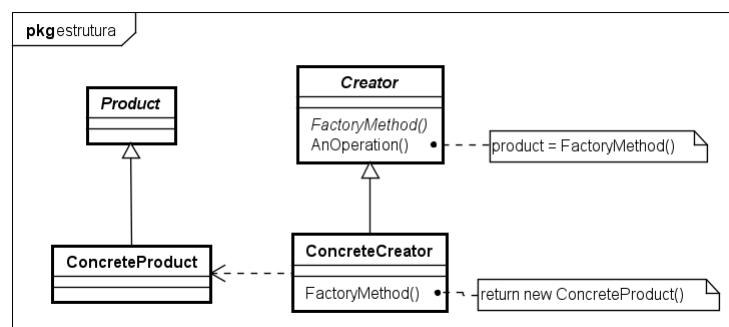 pkg estrutura
Creator
Product
FactoryMethod()
AnOperation()
product = FactoryMethod()
ConcreteProduct
ConcreteCreator
FactoryMethod()
return new ConcreteProduct()